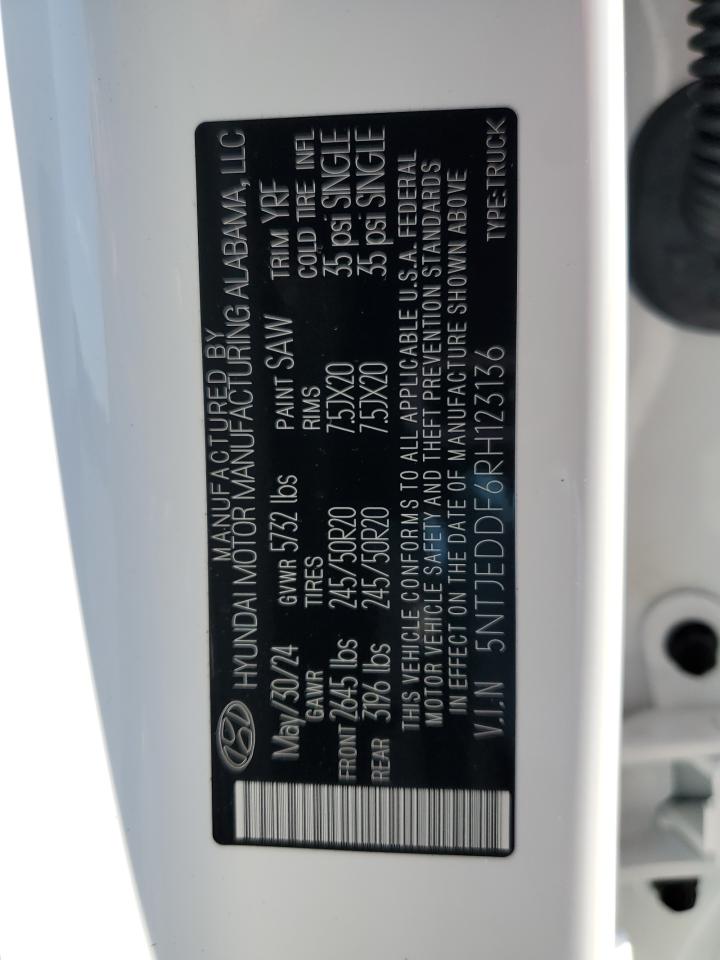 MANUFACTURED BY
HYUNDAI MOTOR MANUFACTURING ALABAMA, LLC
May/30/24 GVWR 5732 lbs PAINT SAW TRIM YRF
GAWR TIRES RIMS COLD TIRE INFL
FRONT 2645 lbs 245/50R20 7.5JX20 35 psi SINGLE
REAR 3196 lbs 245/50R20 7.5JX20 35 psi SINGLE
THIS VEHICLE CONFORMS TO ALL APPLICABLE U.S.A. FEDERAL
MOTOR VEHICLE SAFETY AND THEFT PREVENTION STANDARDS
IN EFFECT ON THE DATE OF MANUFACTURE SHOWN ABOVE
V.I.N 5NTJEDDF6RH123136 TYPE:TRUCK